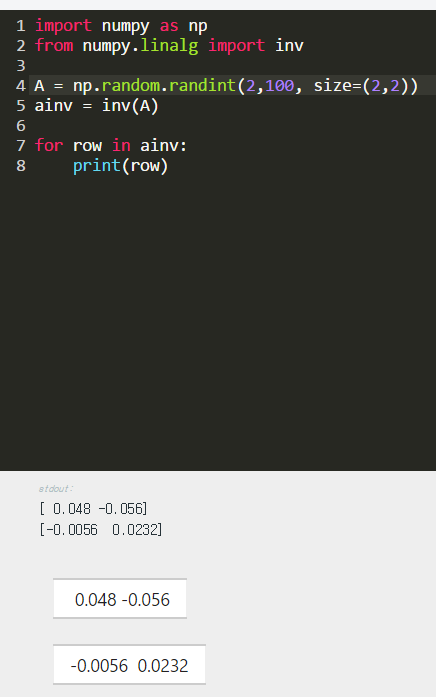 1 import numpy as np
2 from numpy.linalg import inv
3
4 A = np.random.randint(2,100, size=(2,2))
5 ainv = inv(A)
6
7 for row in ainv:
8     print(row)
stdout:
[ 0.048 -0.056]
[-0.0056  0.0232]
0.048 -0.056
-0.0056  0.0232